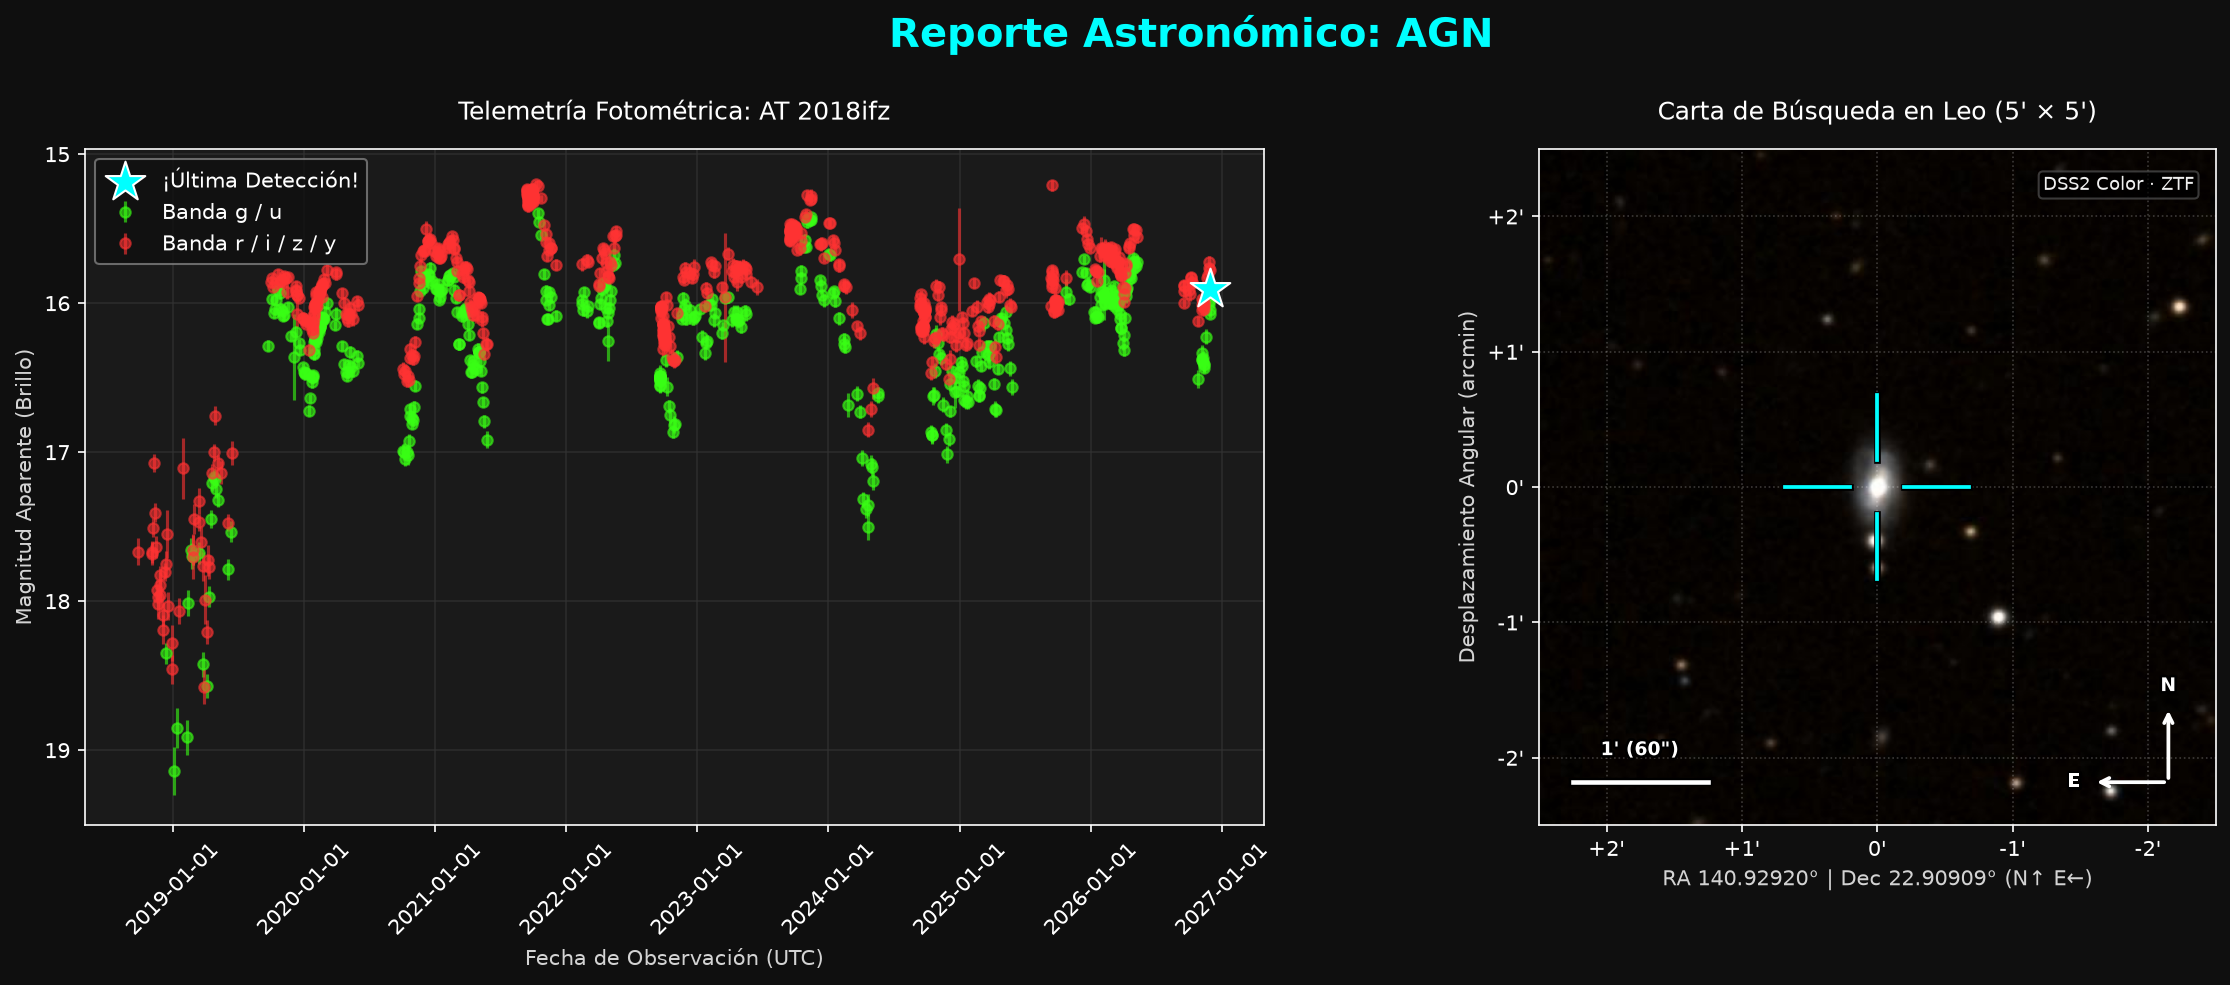 Reporte Astronómico: AGN
Telemetría Fotométrica: AT 2018ifz
15
16
17
18
19
Magnitud Aparente (Brillo)
¡Última Detección!
Banda g / u
Banda r / i / z / y
2019-01-01
2020-01-01
2021-01-01
2022-01-01
2023-01-01
2024-01-01
2025-01-01
2026-01-01
2027-01-01
Fecha de Observación (UTC)
Carta de Búsqueda en Leo (5' × 5')
DSS2 Color · ZTF
+2'
+1'
0'
-1'
-2'
Desplazamiento Angular (arcmin)
N
1' (60")
E
+2'
+1'
0'
-1'
-2'
RA 140.92920° | Dec 22.90909° (N↑ E←)